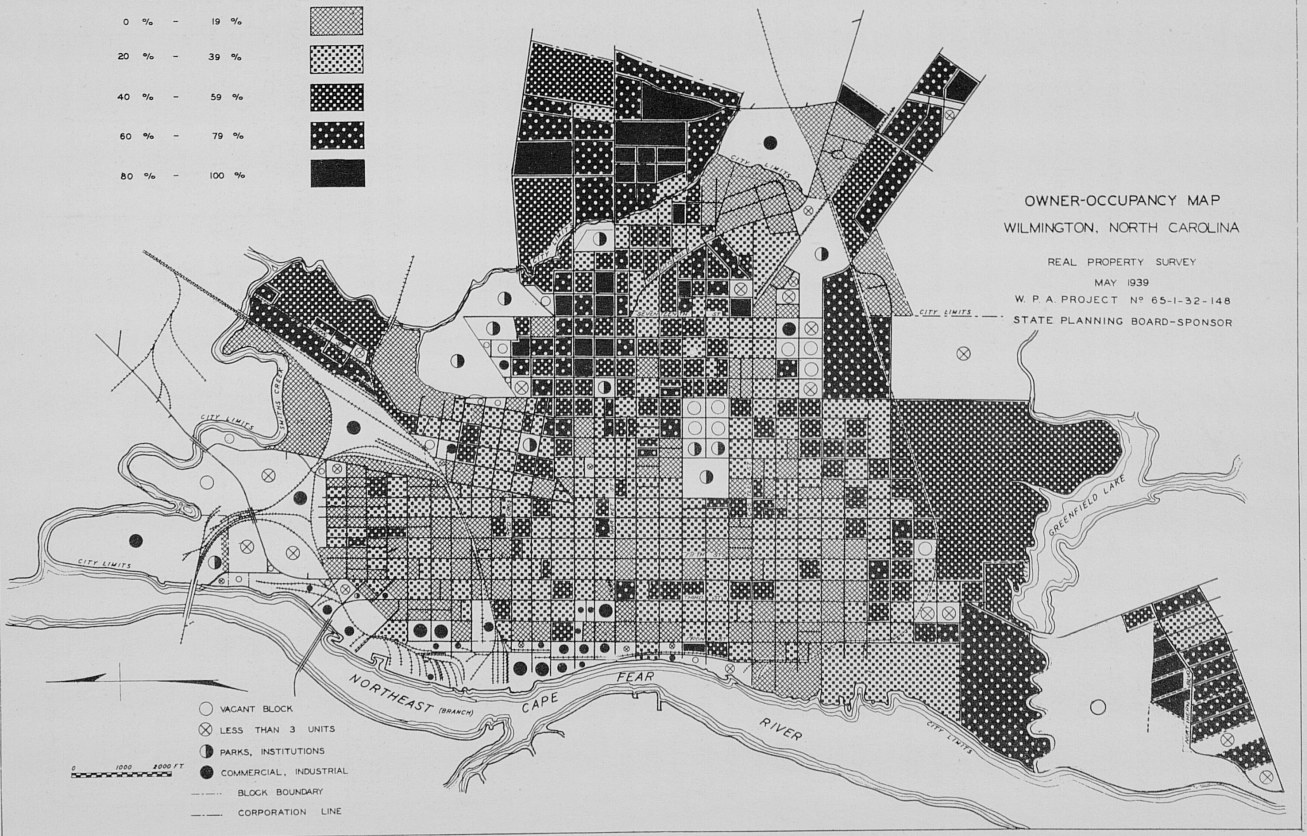 0 % - 19 %
20 % - 39 %
40 % - 59 %
60 % - 79 %
80 % - 100 %
OWNER-OCCUPANCY MAP
WILMINGTON, NORTH CAROLINA
REAL PROPERTY SURVEY
MAY 1939
W. P. A. PROJECT Nº 65-1-32-148
STATE PLANNING BOARD-SPONSOR
CITY LIMITS
CITY LIMITS
CITY LIMITS
SMITHS CREEK
GREENFIELD LAKE
CITY LIMITS
NORTHEAST (BRANCH)
CAPE FEAR RIVER
CITY LIMITS
VACANT BLOCK
LESS THAN 3 UNITS
PARKS, INSTITUTIONS
COMMERCIAL, INDUSTRIAL
BLOCK BOUNDARY
CORPORATION LINE
0 1000 2000 FT